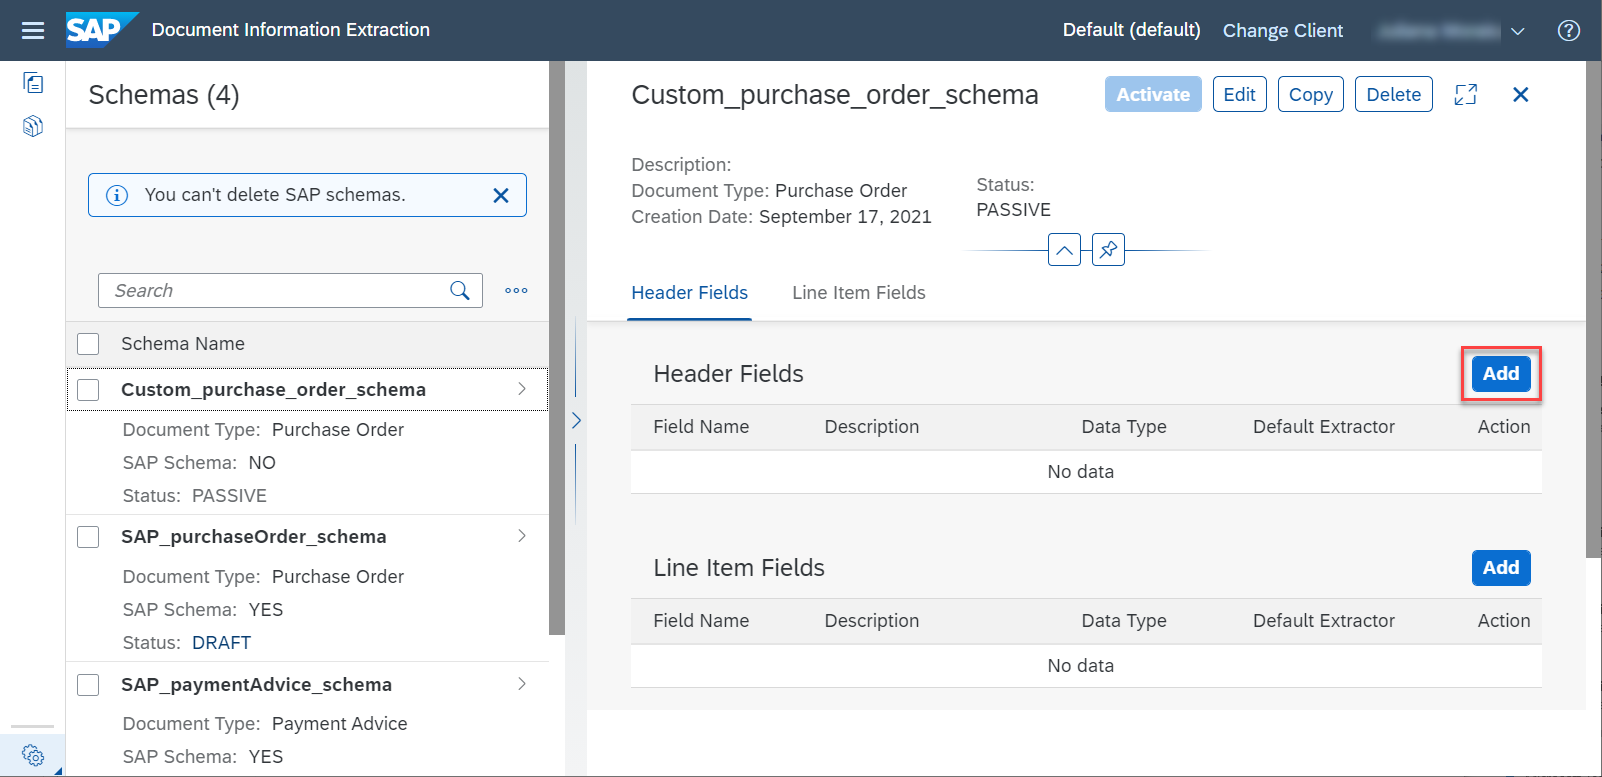 SAP Document Information Extraction Default (default) Change Client
Schemas (4)
You can't delete SAP schemas.
Search
Schema Name
Custom_purchase_order_schema
Document Type: Purchase Order
SAP Schema: NO
Status: PASSIVE
SAP_purchaseOrder_schema
Document Type: Purchase Order
SAP Schema: YES
Status: DRAFT
SAP_paymentAdvice_schema
Document Type: Payment Advice
SAP Schema: YES
Custom_purchase_order_schema Activate Edit Copy Delete
Description:
Document Type: Purchase Order
Creation Date: September 17, 2021
Status:
PASSIVE
Header Fields Line Item Fields
Header Fields Add
Field Name Description Data Type Default Extractor Action
No data
Line Item Fields Add
Field Name Description Data Type Default Extractor Action
No data